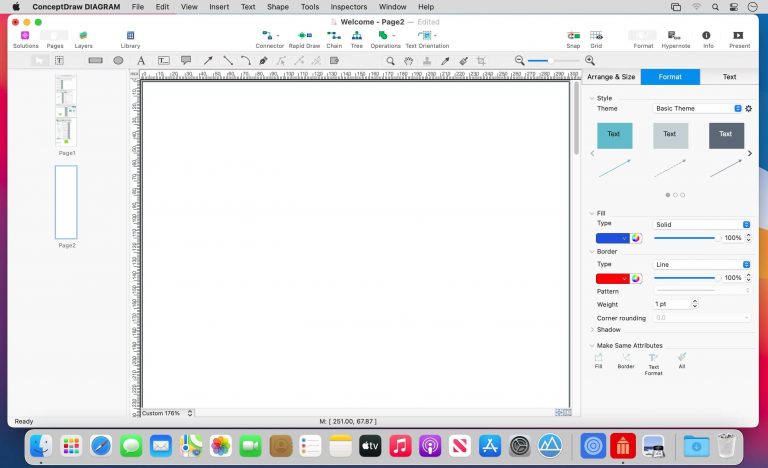 ConceptDraw DIAGRAM File Edit View Insert Text Shape Tools Inspectors Window Help
Welcome - Page2 — Edited
Solutions Pages Layers Library Connector Rapid Draw Chain Tree Operations Text Orientation Snap Grid Format Hypernote Info Present
Arrange & Size Format Text
Style
Theme Basic Theme
Text Text Text
Page1
Page2
Fill
Type Solid
100%
Border
Type Line
100%
Pattern
Weight 1 pt
Corner rounding 0.0
Shadow
Make Same Attributes
Fill Border Text Format All
Custom 176%
Ready M: [ 251.00, 67.87 ]